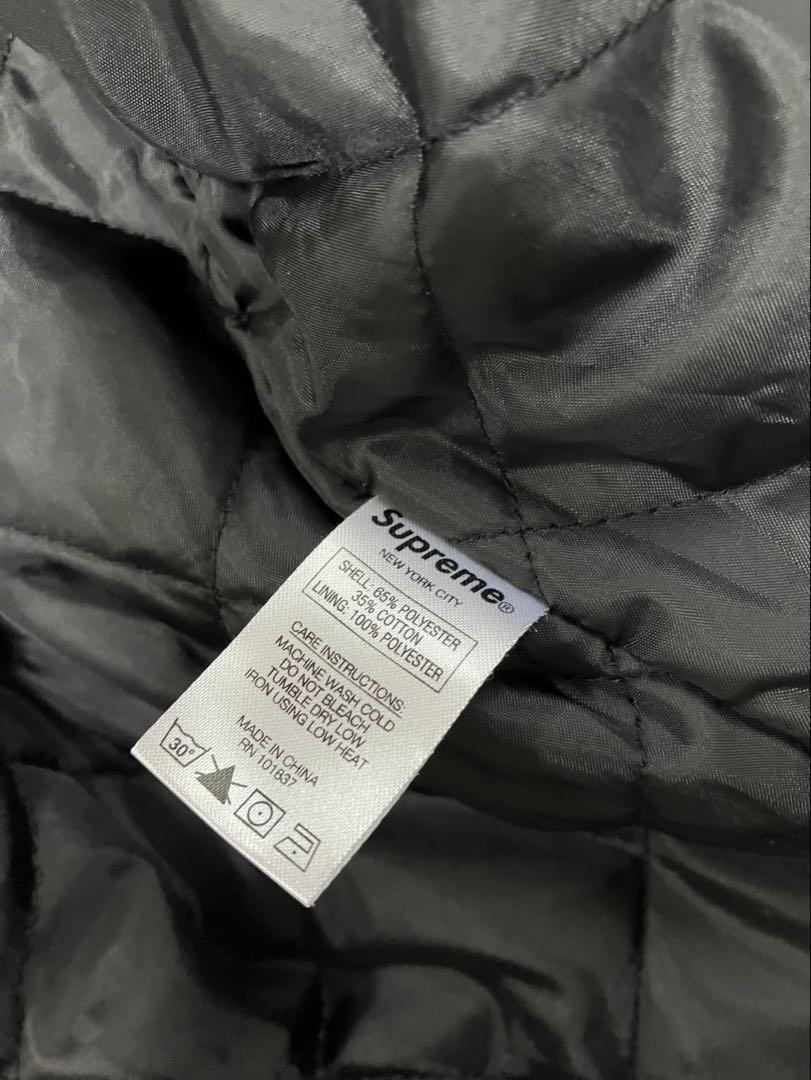 Supreme®
NEW YORK CITY
SHELL: 65% POLYESTER
35% COTTON
LINING: 100% POLYESTER
CARE INSTRUCTIONS:
MACHINE WASH COLD
DO NOT BLEACH
TUMBLE DRY LOW
IRON USING LOW HEAT
MADE IN CHINA
RN 101837
30°